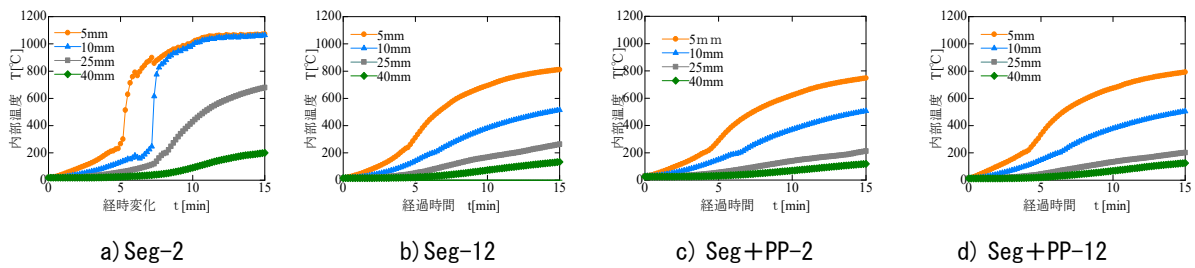 1200
1000
800
600
400
200
0
内部温度 T[℃]
5mm
10mm
25mm
40mm
0 5 10 15
経時変化 t [min]
a) Seg-2
1200
1000
800
600
400
200
0
内部温度 T[℃]
5mm
10mm
25mm
40mm
0 5 10 15
経過時間 t[min]
b) Seg-12
1200
1000
800
600
400
200
0
内部温度 T[℃]
5ｍｍ
10mm
25mm
40mm
0 5 10 15
経過時間 t [min]
c) Seg＋PP-2
1200
1000
800
600
400
200
0
内部温度 T[℃]
5mm
10mm
25mm
40mm
0 5 10 15
経過時間 t [min]
d) Seg＋PP-12